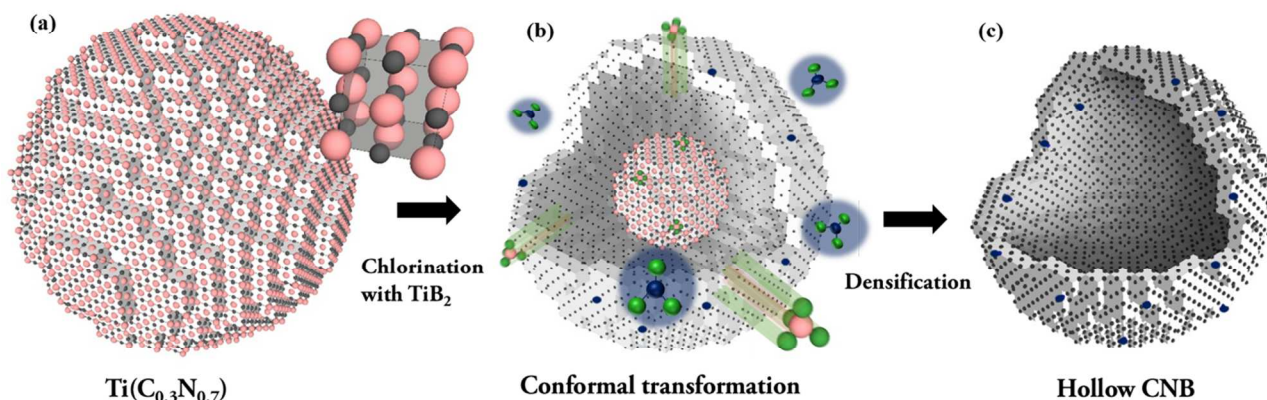 (a)
(b)
(c)
Chlorination
with TiB₂
Densification
Ti(C₀.₃N₀.₇)
Conformal transformation
Hollow CNB